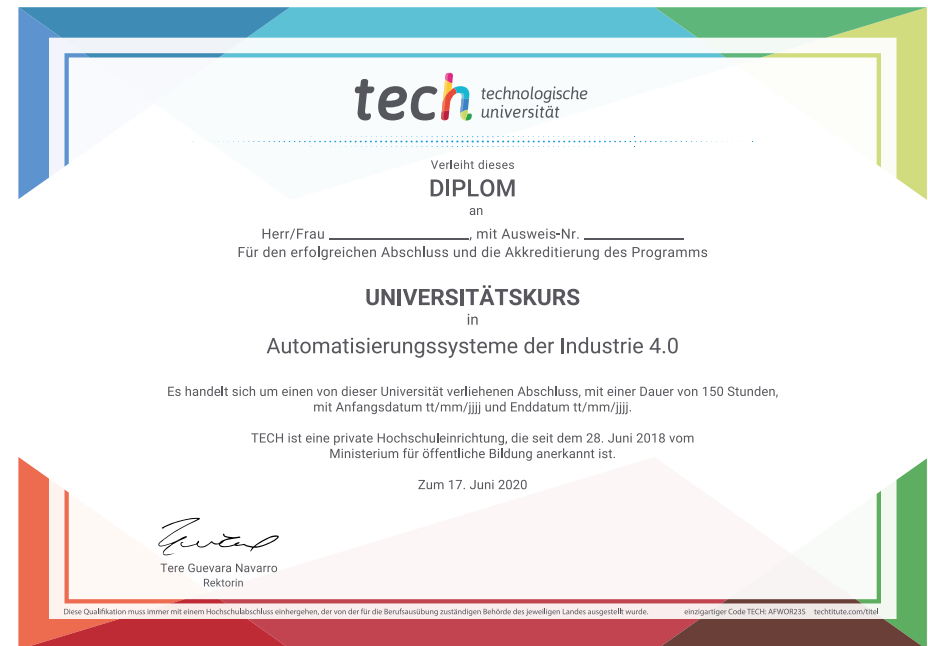 tech technologische
universität
Verleiht dieses
DIPLOM
an
Herr/Frau ____________________, mit Ausweis-Nr. ______________
Für den erfolgreichen Abschluss und die Akkreditierung des Programms
UNIVERSITÄTSKURS
in
Automatisierungssysteme der Industrie 4.0
Es handelt sich um einen von dieser Universität verliehenen Abschluss, mit einer Dauer von 150 Stunden,
mit Anfangsdatum tt/mm/jjjj und Enddatum tt/mm/jjjj.
TECH ist eine private Hochschuleinrichtung, die seit dem 28. Juni 2018 vom
Ministerium für öffentliche Bildung anerkannt ist.
Zum 17. Juni 2020
Tere Guevara Navarro
Rektorin
Diese Qualifikation muss immer mit einem Hochschulabschluss einhergehen, der von der für die Berufsausübung zuständigen Behörde des jeweiligen Landes ausgestellt wurde. einzigartiger Code TECH: AFWOR235 techtitute.com/titel